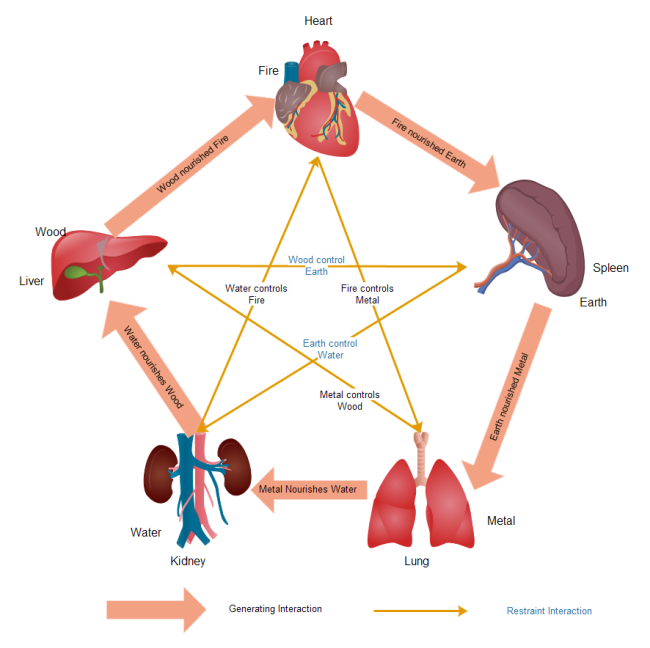 Heart
Fire
Wood nourished Fire
Fire nourished Earth
Wood
Liver
Spleen
Earth
Wood control
Earth
Water controls
Fire
Fire controls
Metal
Earth control
Water
Metal controls
Wood
Water nourishes Wood
Earth nourished Metal
Metal Nourishes Water
Metal
Water
Kidney
Lung
Generating Interaction
Restraint Interaction